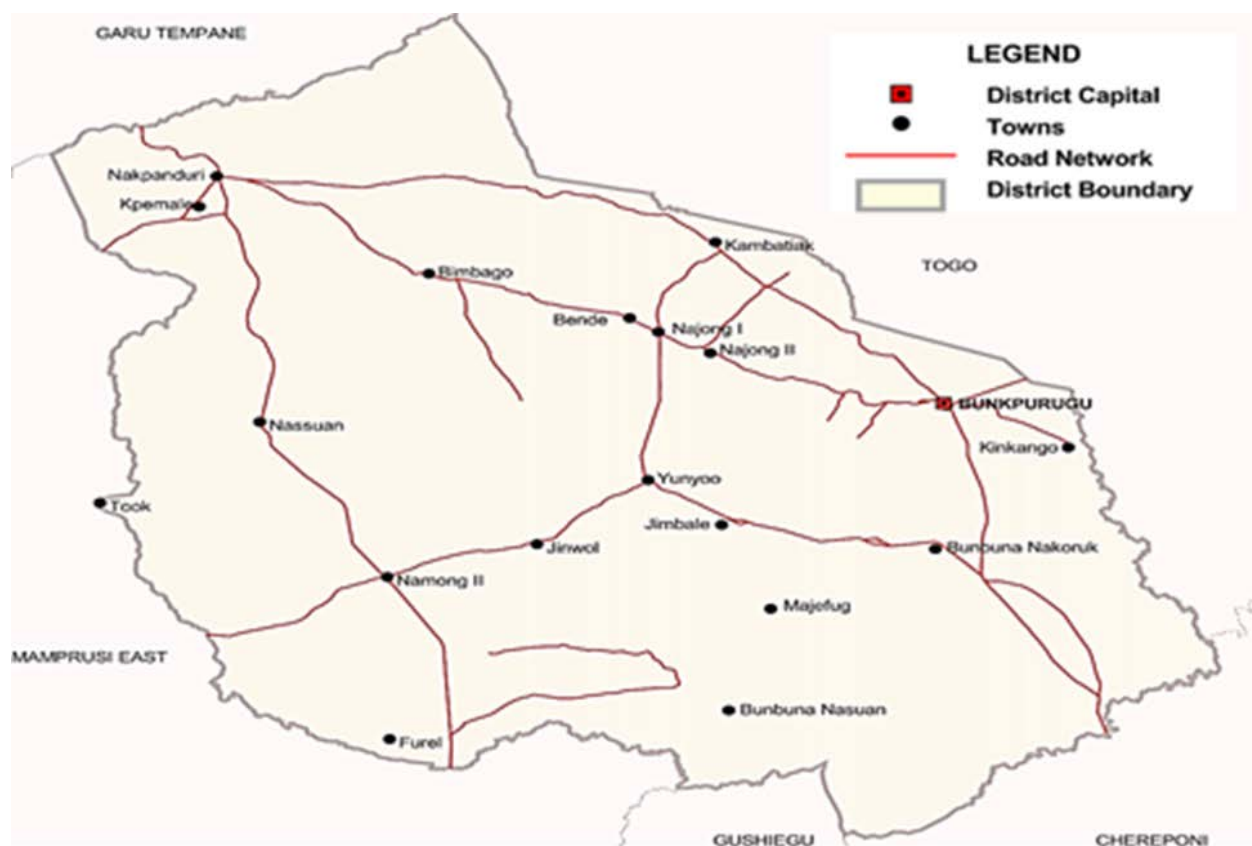 GARU TEMPANE
LEGEND
District Capital
Towns
Road Network
District Boundary
Nakpanduri
Kpemale
Kambatiak
TOGO
Bimbago
Bende
Najong I
Najong II
BUNKPURUGU
Nassuan
Kinkango
Yunyoo
Took
Jimbale
Jinwol
Bunbuna Nakoruk
Namong II
Majefug
MAMPRUSI EAST
Bunbuna Nasuan
Furel
GUSHIEGU
CHEREPONI